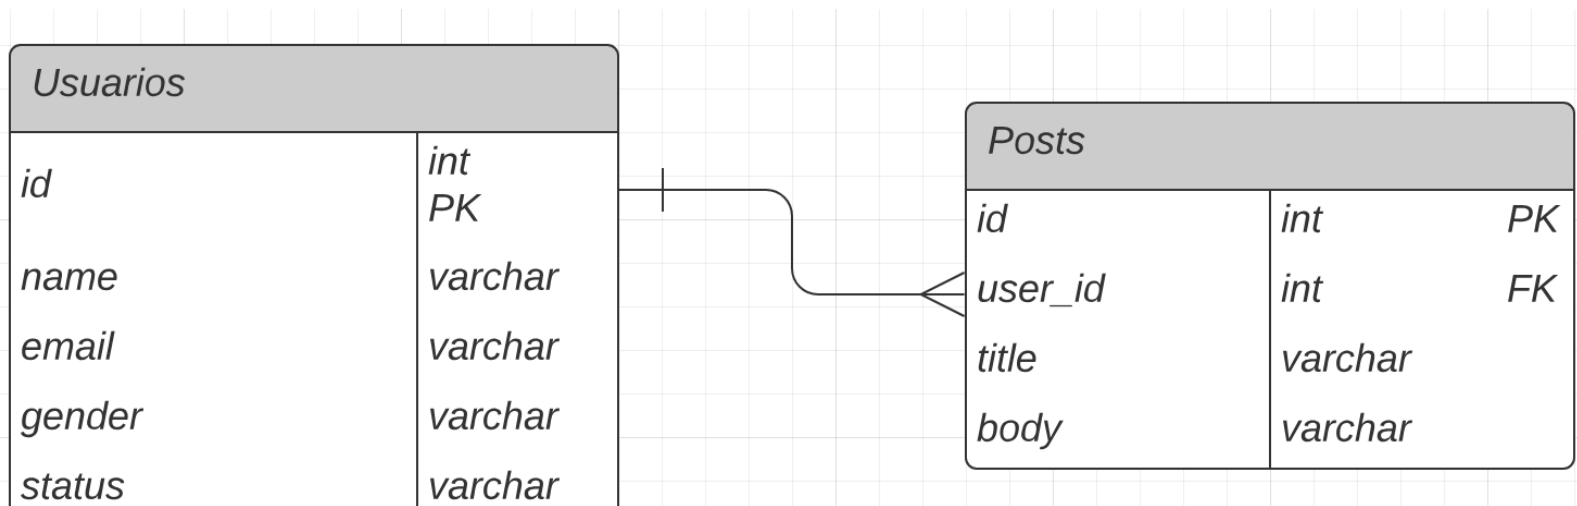 Usuarios
id int
PK
name varchar
email varchar
gender varchar
status varchar
Posts
id int PK
user_id int FK
title varchar
body varchar